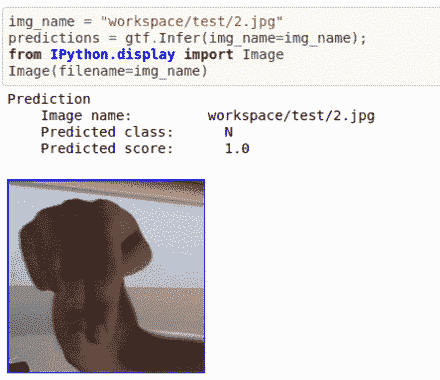 img_name = "workspace/test/2.jpg"
predictions = gtf.Infer(img_name=img_name);
from IPython.display import Image
Image(filename=img_name)
Prediction
Image name: workspace/test/2.jpg
Predicted class: N
Predicted score: 1.0